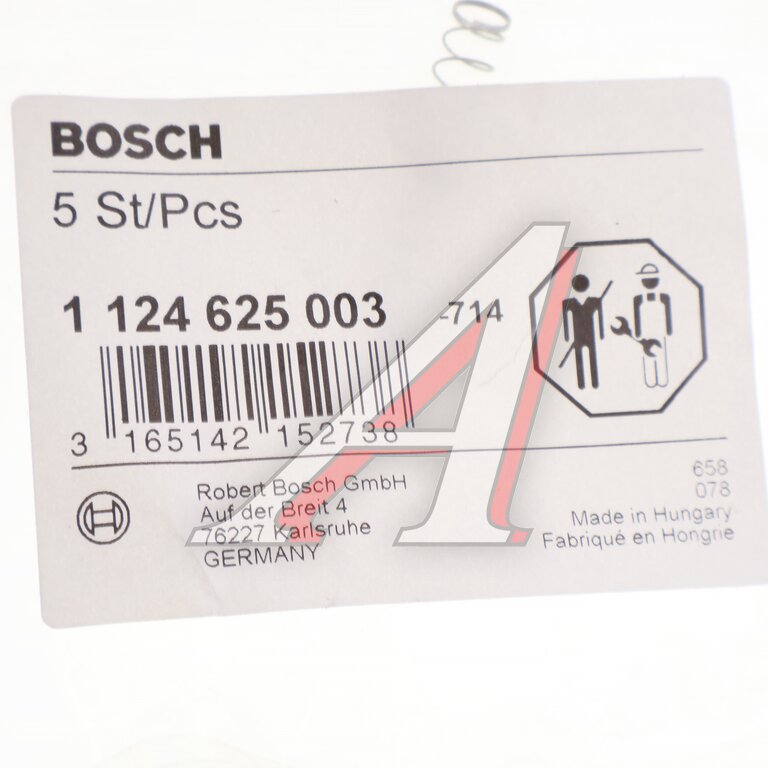 BOSCH
5 St/Pcs
1 124 625 003 -714
3 165142 152738
Robert Bosch GmbH
Auf der Breit 4
76227 Karlsruhe
GERMANY
658
078
Made in Hungary
Fabriqué en Hongrie